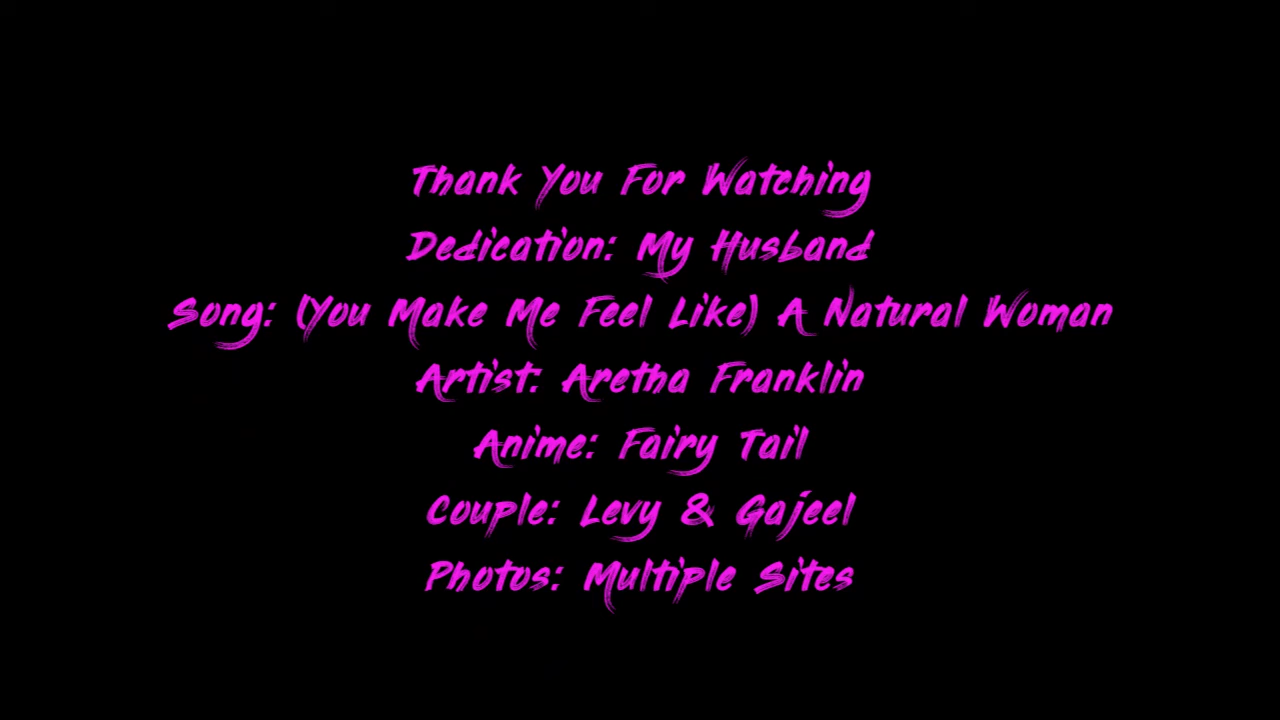 Thank You For Watching
Dedication: My Husband
Song: (You Make Me Feel Like) A Natural Woman
Artist: Aretha Franklin
Anime: Fairy Tail
Couple: Levy & Gajeel
Photos: Multiple Sites